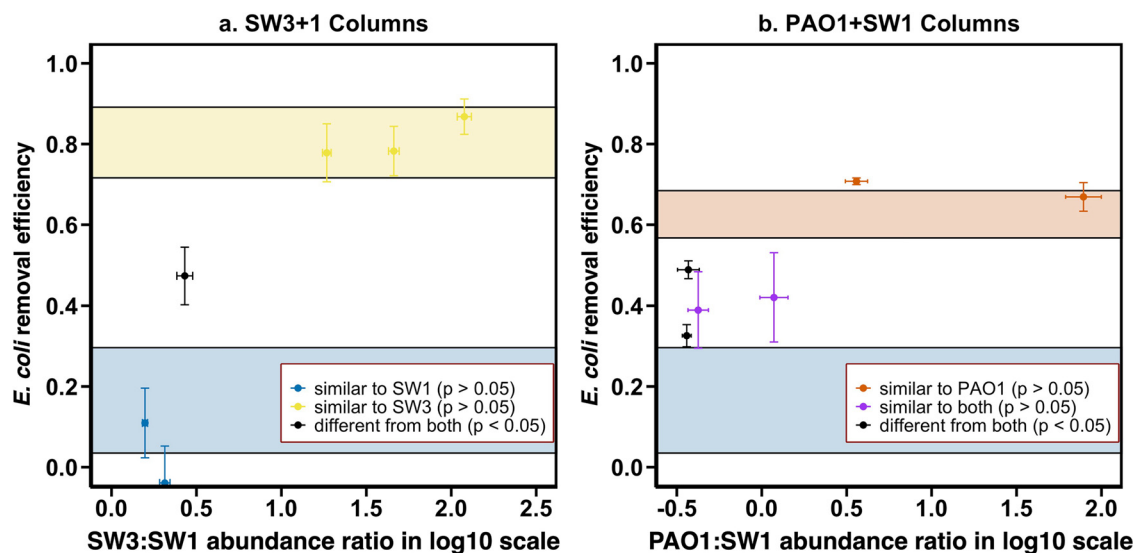 a. SW3+1 Columns
E. coli removal efficiency
1.0
0.8
0.6
0.4
0.2
0.0
similar to SW1 (p > 0.05)
similar to SW3 (p > 0.05)
different from both (p < 0.05)
0.0 0.5 1.0 1.5 2.0 2.5
SW3:SW1 abundance ratio in log10 scale
b. PAO1+SW1 Columns
E. coli removal efficiency
1.0
0.8
0.6
0.4
0.2
0.0
similar to PAO1 (p > 0.05)
similar to both (p > 0.05)
different from both (p < 0.05)
-0.5 0.0 0.5 1.0 1.5 2.0
PAO1:SW1 abundance ratio in log10 scale